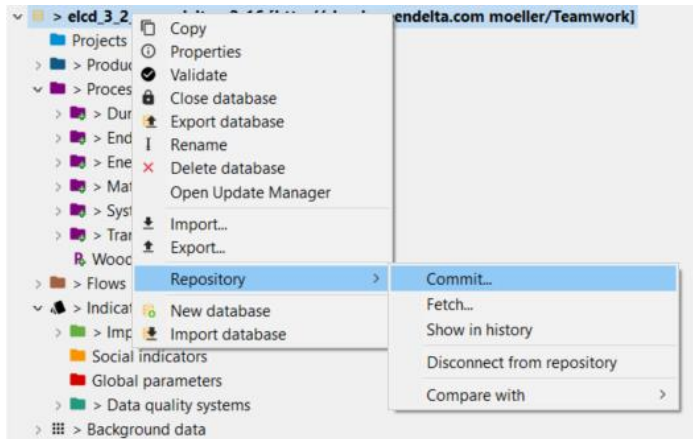 > elcd_3_2 endelta.com moeller/Teamwork]
Projects
> Produ
> Proces
> Dur
> End
> Ene
> Mat
> Syst
> Tran
Wood
> Flows
> Indicat
> Imp
Social indicators
Global parameters
> Data quality systems
> Background data
Copy
Properties
Validate
Close database
Export database
Rename
Delete database
Open Update Manager
Import...
Export...
Repository
New database
Import database
Commit...
Fetch...
Show in history
Disconnect from repository
Compare with